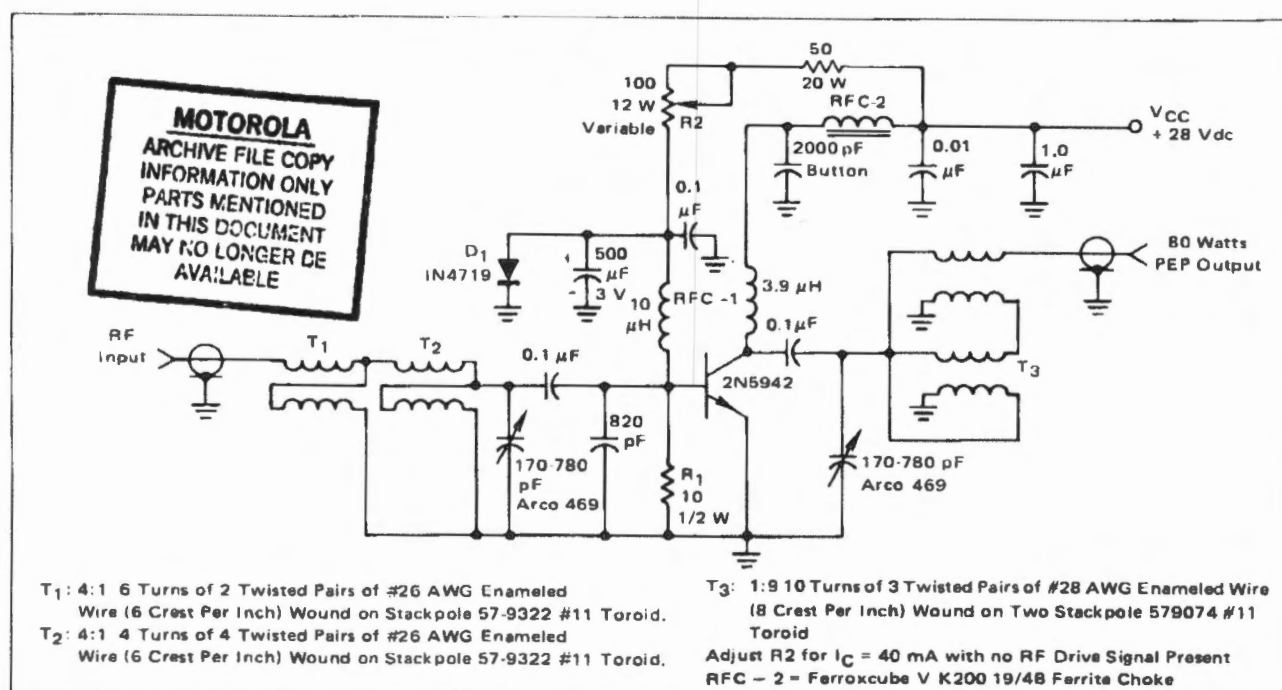 MOTOROLA
ARCHIVE FILE COPY
INFORMATION ONLY
PARTS MENTIONED
IN THIS DOCUMENT
MAY NO LONGER BE
AVAILABLE
50
20 W
RFC-2
100
12 W
Variable
R2
VCC
+ 28 Vdc
2000 pF
Button
0.01
µF
1.0
µF
0.1
µF
D1
IN4719
+
500
µF
-
3 V
10
µH
RFC -1
3.9 µH
0.1µF
80 Watts
PEP Output
RF
Input
T1
T2
0.1 µF
2N5942
T3
820
pF
170-780
pF
Arco 469
R1
10
1/2 W
170-780 pF
Arco 469
T1: 4:1 6 Turns of 2 Twisted Pairs of #26 AWG Enameled
Wire (6 Crest Per Inch) Wound on Stackpole 57-9322 #11 Toroid.
T2: 4:1 4 Turns of 4 Twisted Pairs of #26 AWG Enameled
Wire (6 Crest Per Inch) Wound on Stackpole 57-9322 #11 Toroid.
T3: 1:9 10 Turns of 3 Twisted Pairs of #28 AWG Enameled Wire
(8 Crest Per Inch) Wound on Two Stackpole 579074 #11
Toroid
Adjust R2 for IC = 40 mA with no RF Drive Signal Present
RFC - 2 = Ferroxcube V K200 19/4B Ferrite Choke